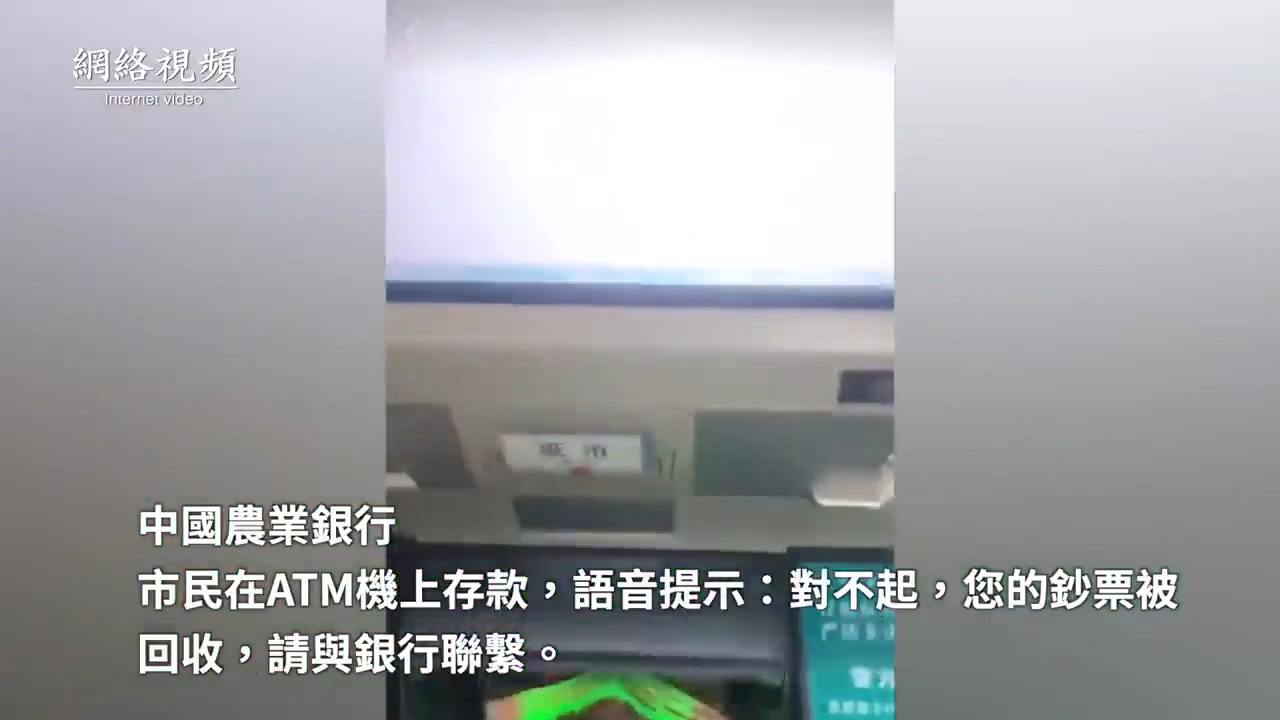 網絡視頻
Internet video
中國農業銀行
市民在ATM機上存款，語音提示：對不起，您的鈔票被
回收，請與銀行聯繫。